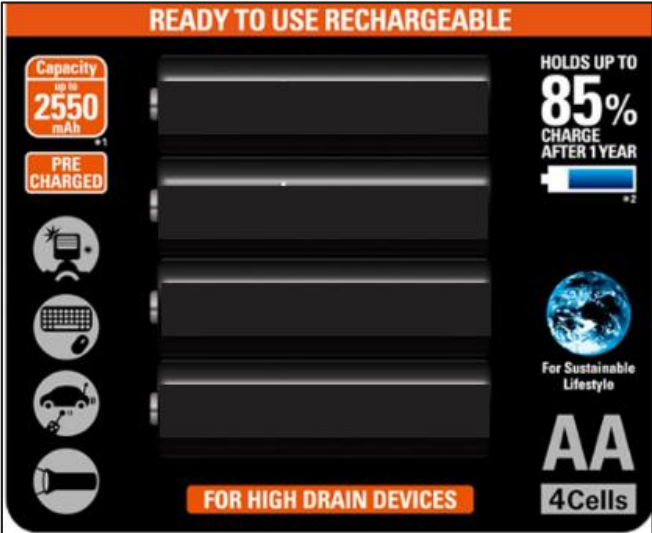 READY TO USE RECHARGEABLE
Capacity
up to
2550
mAh
*1
PRE
CHARGED
HOLDS UP TO
85%
CHARGE
AFTER 1 YEAR
*2
For Sustainable
Lifestyle
AA
4Cells
FOR HIGH DRAIN DEVICES